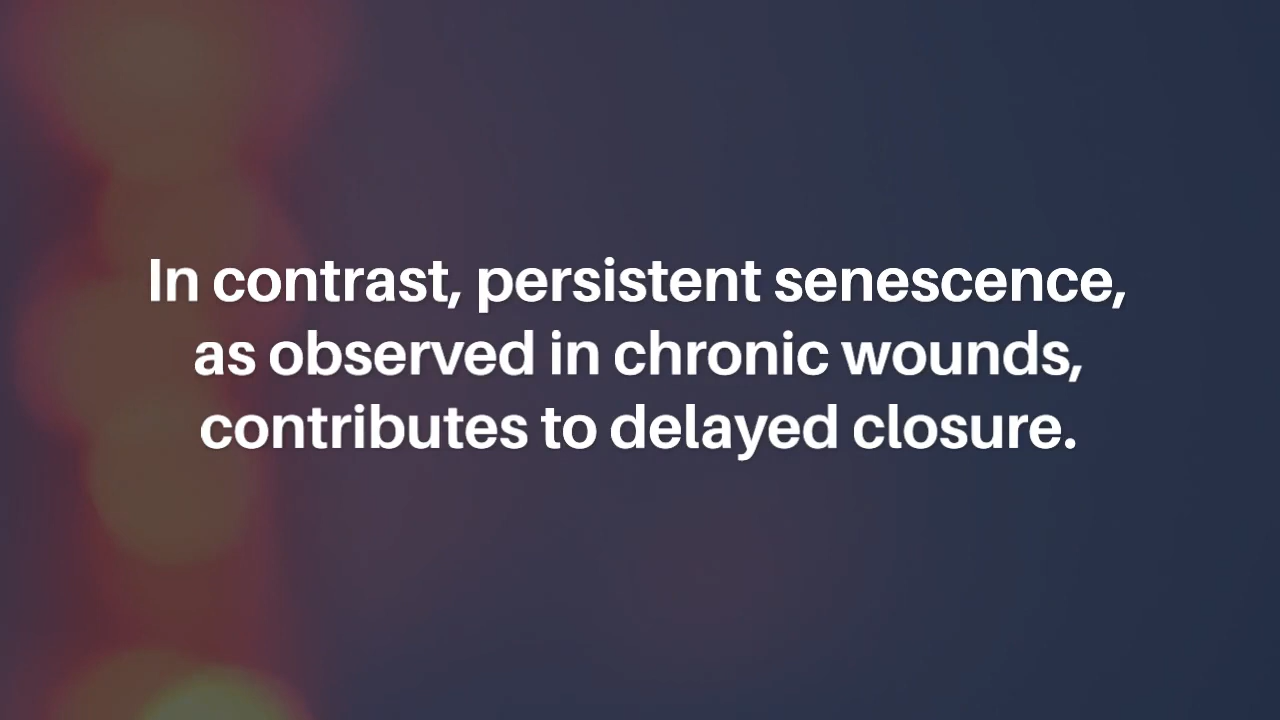 In contrast, persistent senescence,
as observed in chronic wounds,
contributes to delayed closure.